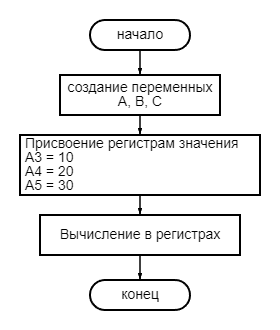 начало
создание переменных
A, B, C
Присвоение регистрам значения
A3 = 10
A4 = 20
A5 = 30
Вычисление в регистрах
конец